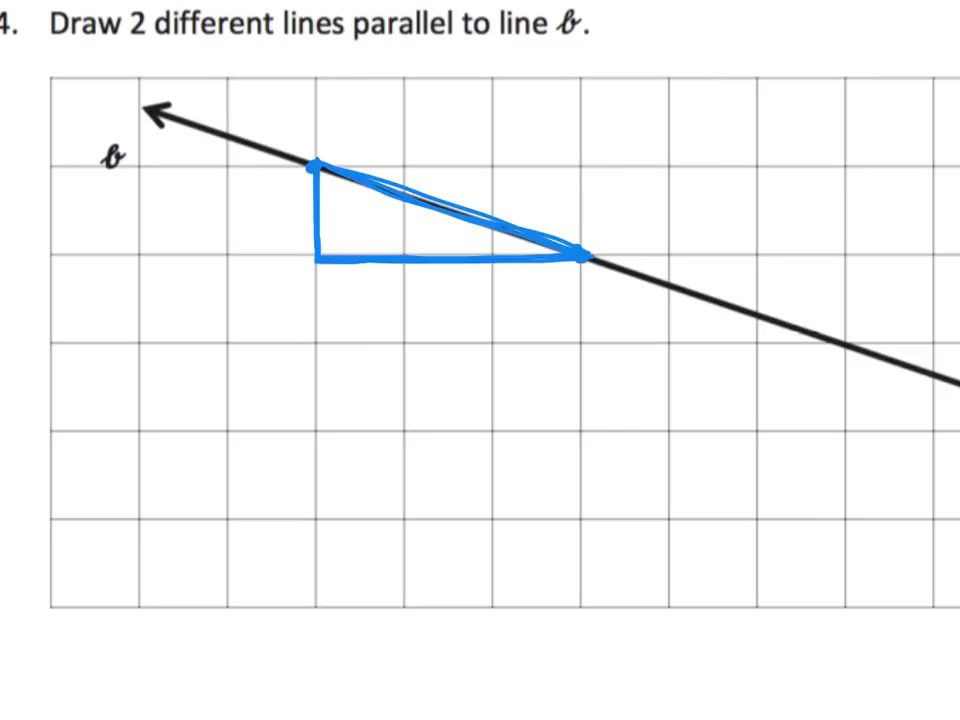 4. Draw 2 different lines parallel to line 𝒷.
𝒷